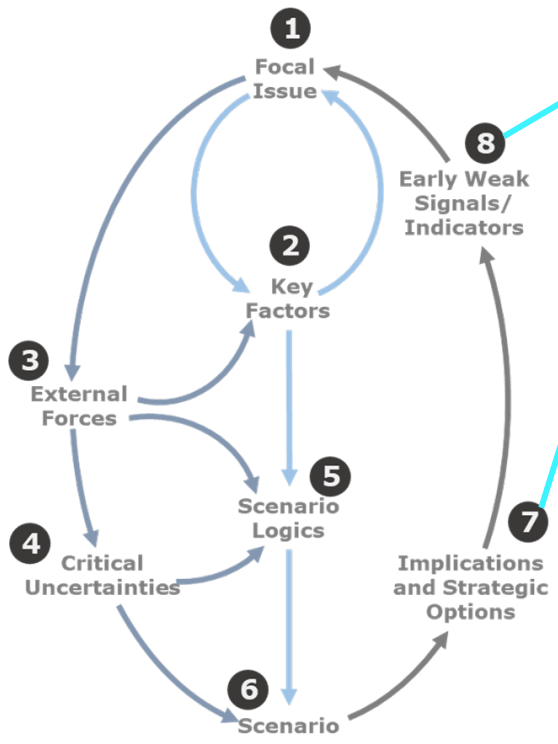 1
Focal
Issue
8
Early Weak
Signals/
Indicators
2
Key
Factors
3
External
Forces
5
Scenario
Logics
7
Implications
and Strategic
Options
4
Critical
Uncertainties
6
Scenario